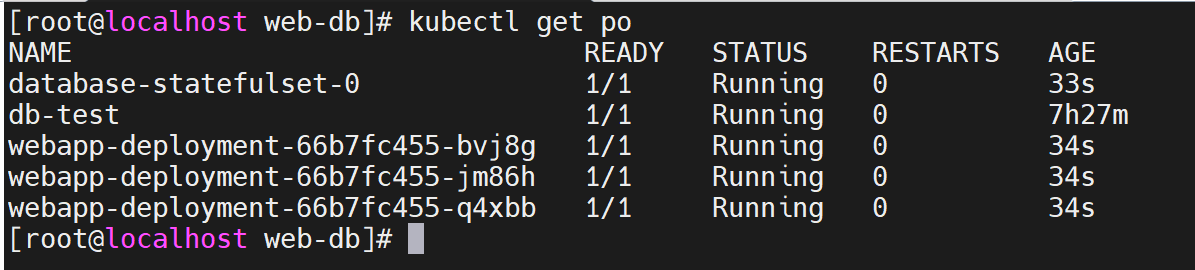 [root@localhost web-db]# kubectl get po
NAME                                READY   STATUS    RESTARTS   AGE
database-statefulset-0              1/1     Running   0          33s
db-test                             1/1     Running   0          7h27m
webapp-deployment-66b7fc455-bvj8g   1/1     Running   0          34s
webapp-deployment-66b7fc455-jm86h   1/1     Running   0          34s
webapp-deployment-66b7fc455-q4xbb   1/1     Running   0          34s
[root@localhost web-db]#